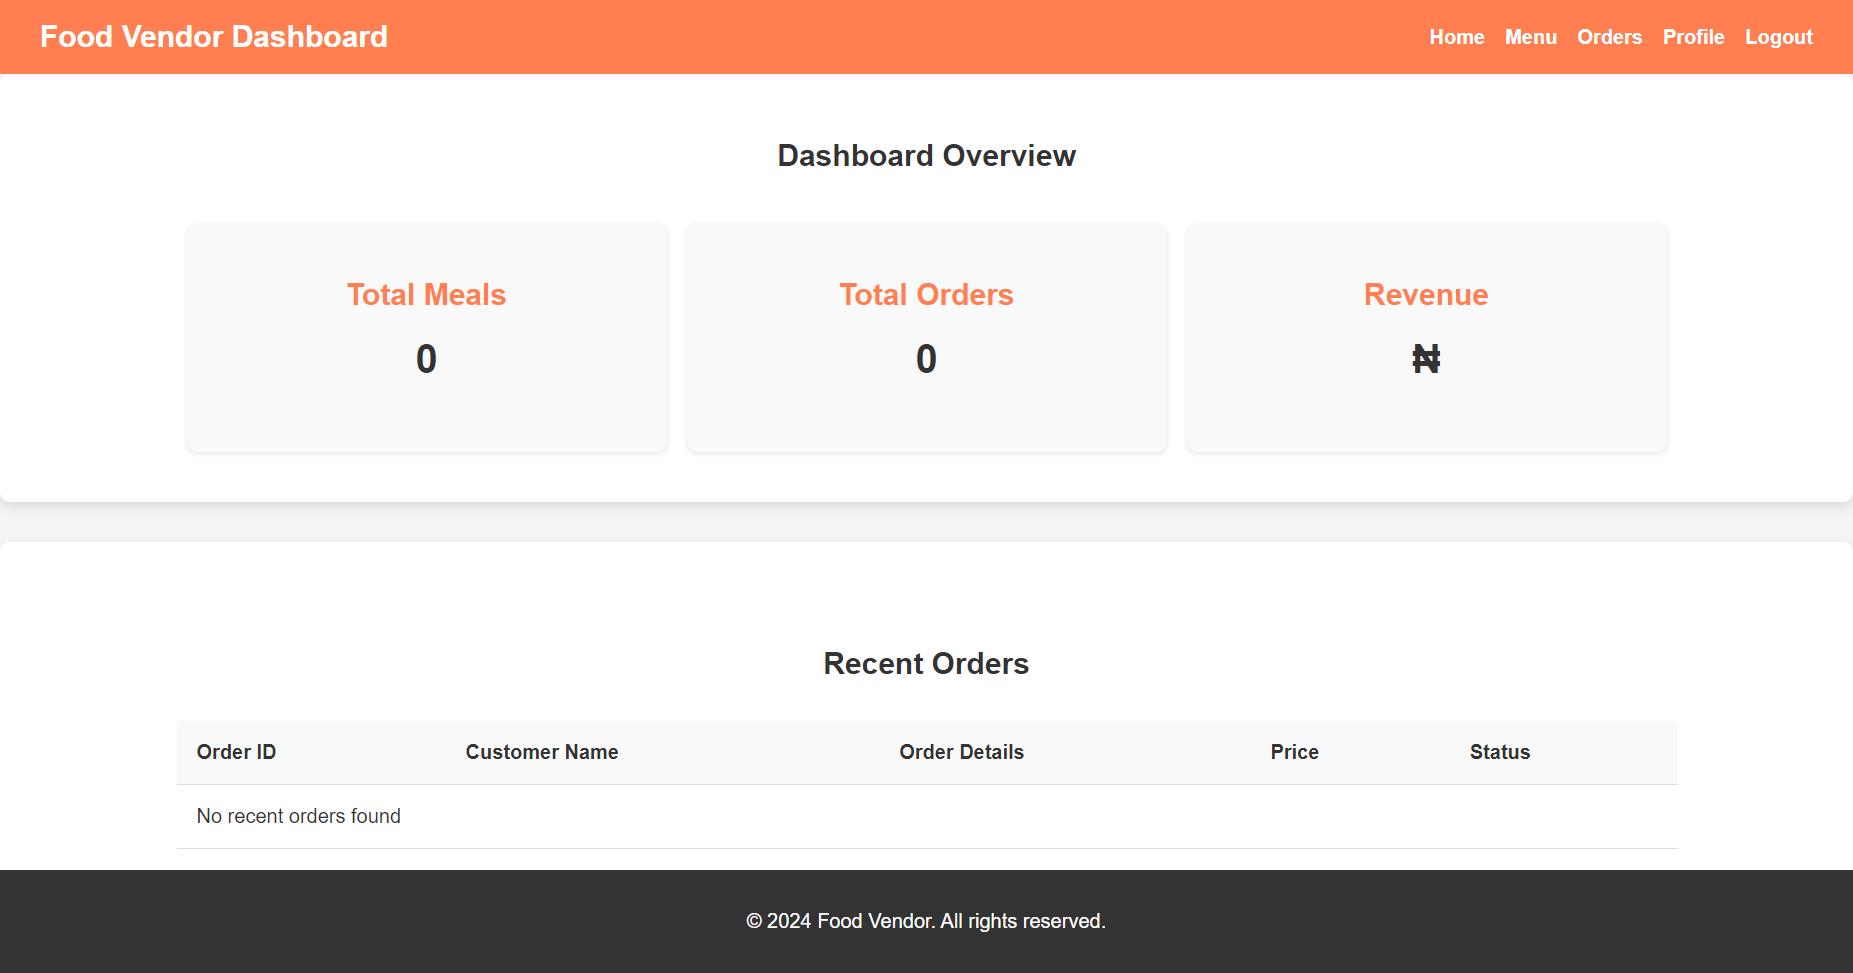 Food Vendor Dashboard
Home Menu Orders Profile Logout
Dashboard Overview
Total Meals
0
Total Orders
0
Revenue
₦
Recent Orders
Order ID Customer Name Order Details Price Status
No recent orders found
© 2024 Food Vendor. All rights reserved.